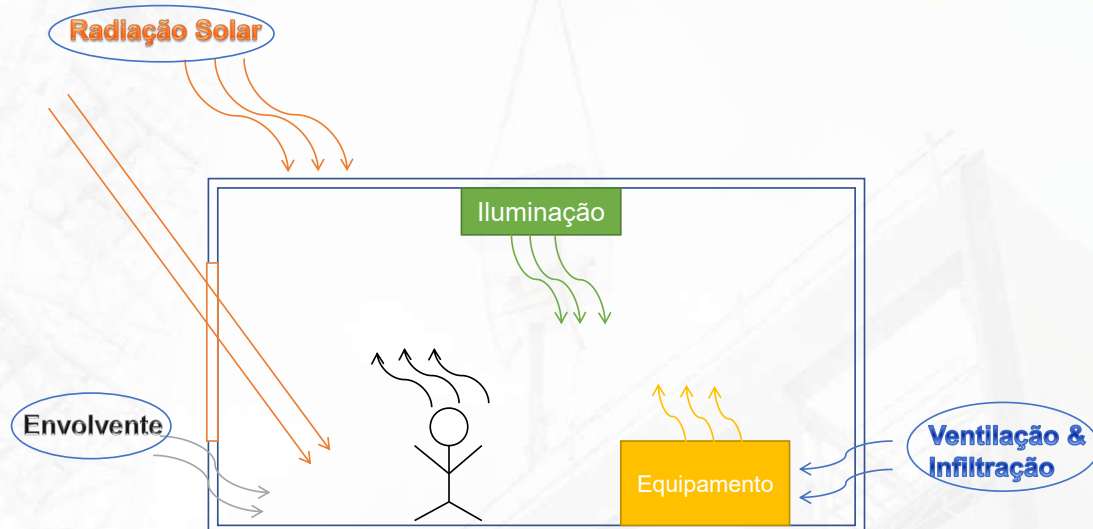 Radiação Solar
Iluminação
Envolvente
Ventilação &
Infiltração
Equipamento